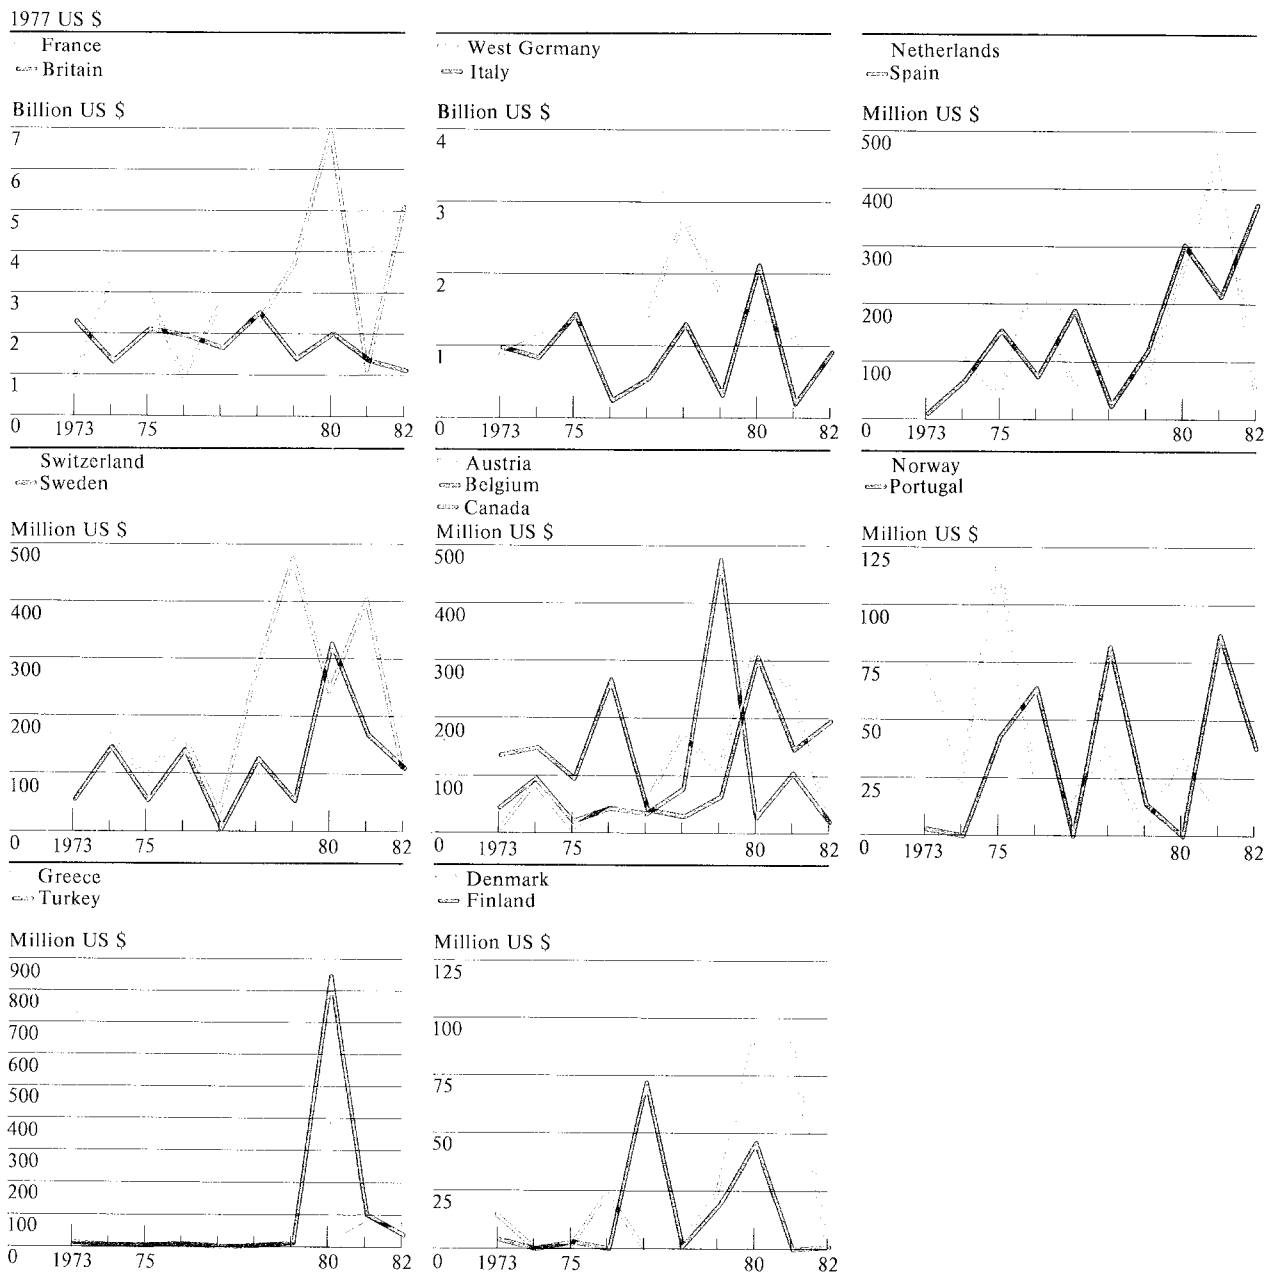 1977 US $
France
Britain
Billion US $
7
6
5
4
3
2
1
0 1973 75 80 82
West Germany
Italy
Billion US $
4
3
2
1
0 1973 75 80 82
Netherlands
Spain
Million US $
500
400
300
200
100
0 1973 75 80 82
Switzerland
Sweden
Million US $
500
400
300
200
100
0 1973 75 80 82
Austria
Belgium
Canada
Million US $
500
400
300
200
100
0 1973 75 80 82
Norway
Portugal
Million US $
125
100
75
50
25
0 1973 75 80 82
Greece
Turkey
Million US $
900
800
700
600
500
400
300
200
100
0 1973 75 80 82
Denmark
Finland
Million US $
125
100
75
50
25
0 1973 75 80 82